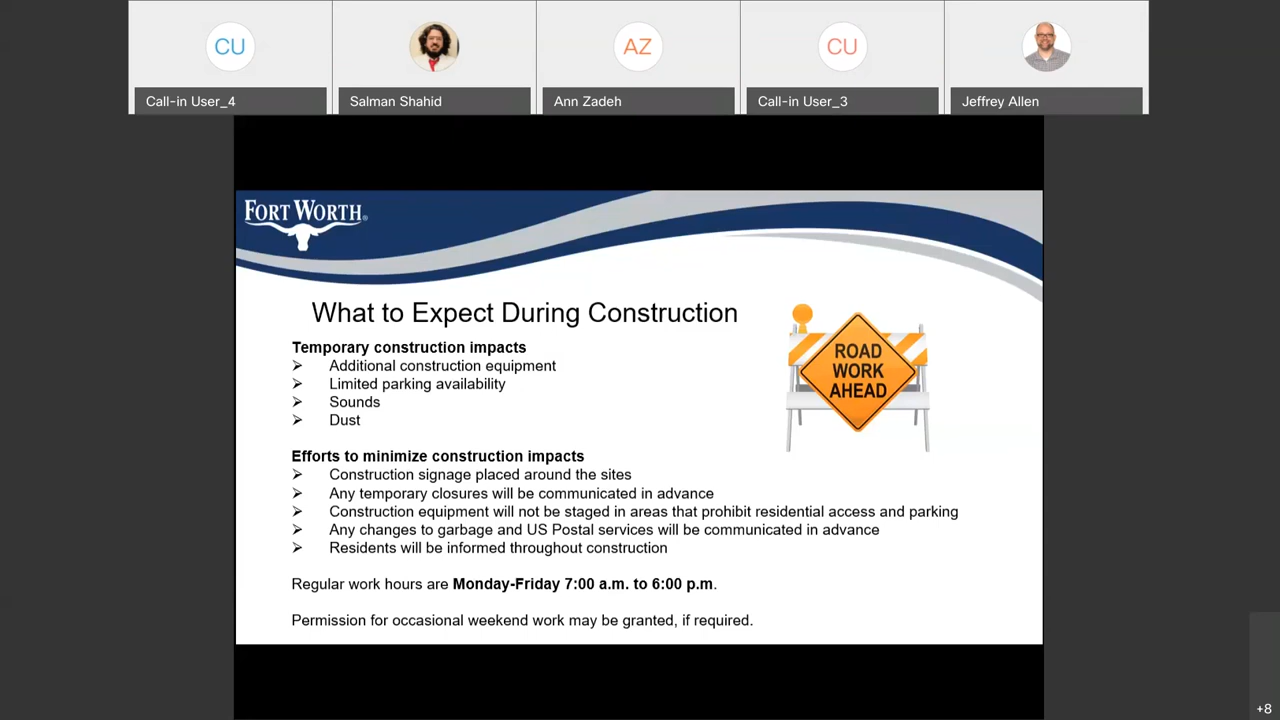 CU
AZ
CU
Call-in User_4
Salman Shahid
Ann Zadeh
Call-in User_3
Jeffrey Allen
FORT WORTH®
What to Expect During Construction
ROAD
WORK
AHEAD
Temporary construction impacts
➢ Additional construction equipment
➢ Limited parking availability
➢ Sounds
➢ Dust
Efforts to minimize construction impacts
➢ Construction signage placed around the sites
➢ Any temporary closures will be communicated in advance
➢ Construction equipment will not be staged in areas that prohibit residential access and parking
➢ Any changes to garbage and US Postal services will be communicated in advance
➢ Residents will be informed throughout construction
Regular work hours are Monday-Friday 7:00 a.m. to 6:00 p.m.
Permission for occasional weekend work may be granted, if required.
+8